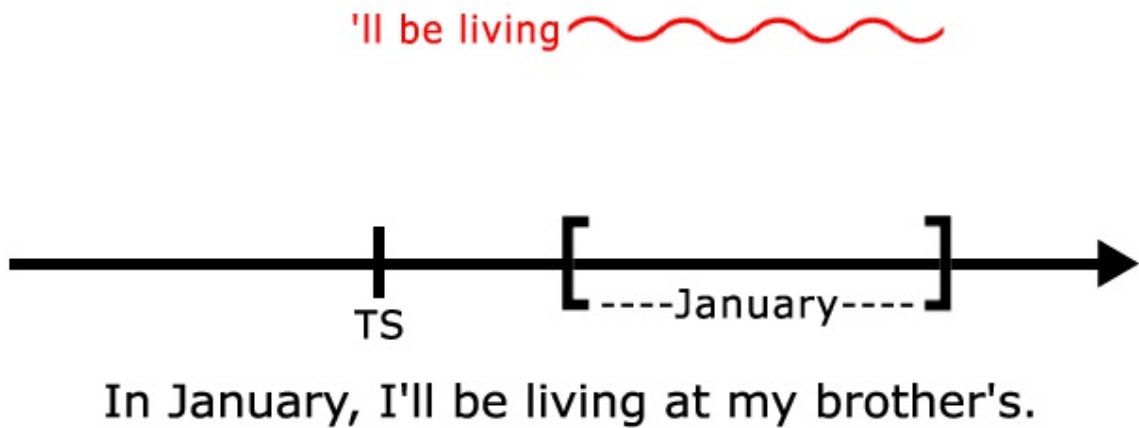 'll be living
TS
----January----
In January, I'll be living at my brother's.